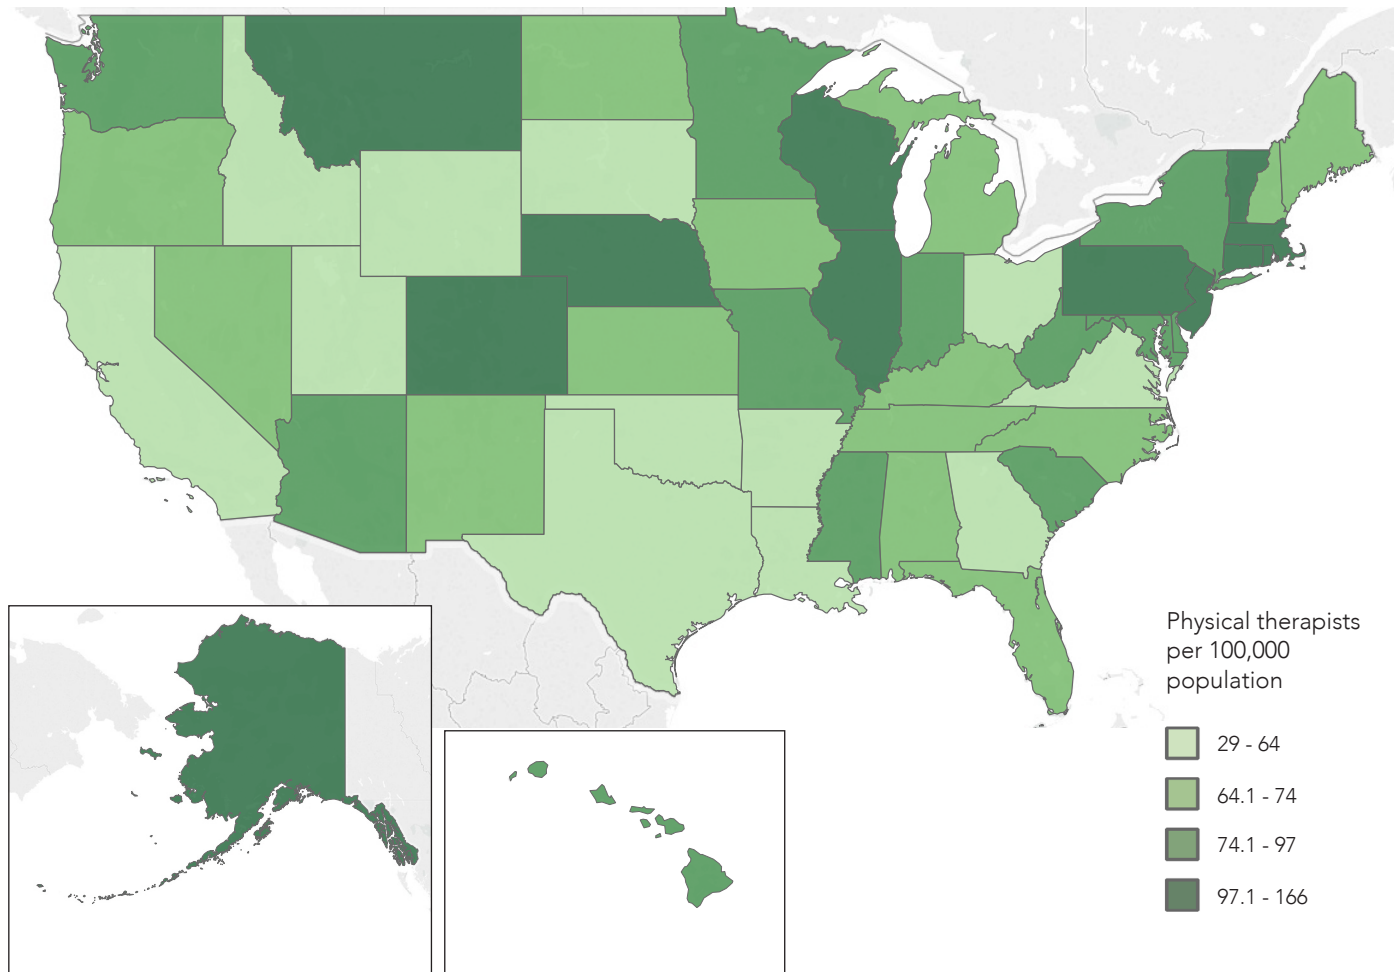 Physical therapists
per 100,000
population
29 - 64
64.1 - 74
74.1 - 97
97.1 - 166